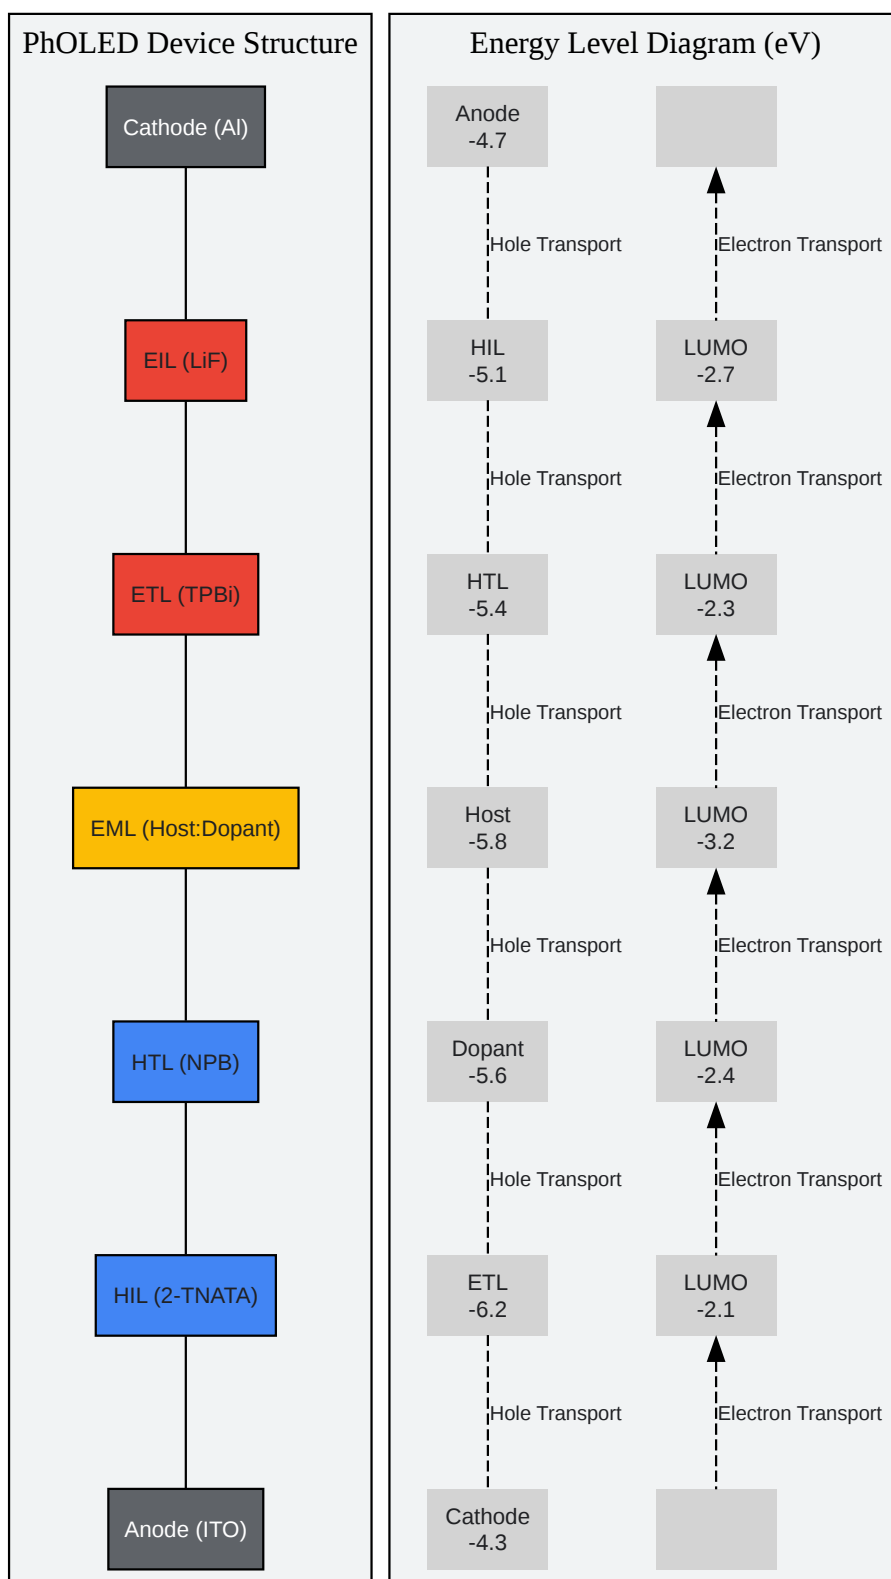 PhOLED Device Structure
Cathode (Al)
EIL (LiF)
ETL (TPBi)
EML (Host:Dopant)
HTL (NPB)
HIL (2-TNATA)
Anode (ITO)
Energy Level Diagram (eV)
Anode
-4.7
Hole Transport
Electron Transport
HIL
-5.1
LUMO
-2.7
Hole Transport
Electron Transport
HTL
-5.4
LUMO
-2.3
Hole Transport
Electron Transport
Host
-5.8
LUMO
-3.2
Hole Transport
Electron Transport
Dopant
-5.6
LUMO
-2.4
Hole Transport
Electron Transport
ETL
-6.2
LUMO
-2.1
Hole Transport
Electron Transport
Cathode
-4.3